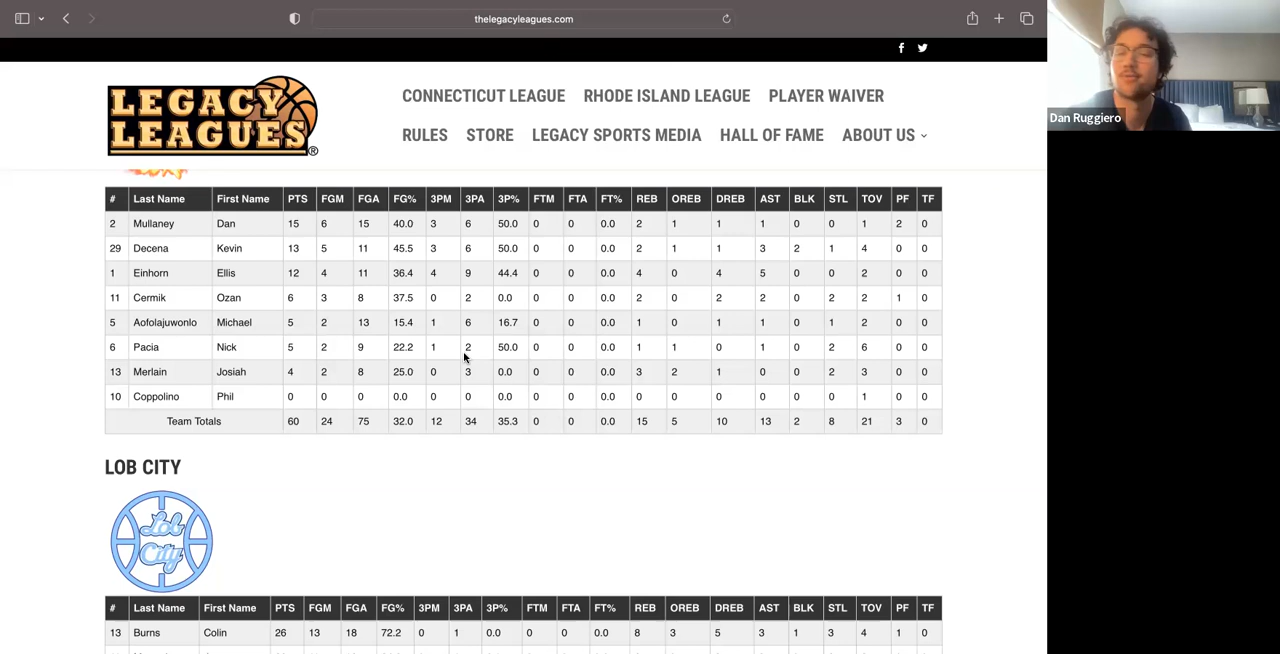 thelegacyleagues.com
LEGACY
LEAGUES®
CONNECTICUT LEAGUE RHODE ISLAND LEAGUE PLAYER WAIVER
RULES STORE LEGACY SPORTS MEDIA HALL OF FAME ABOUT US
Dan Ruggiero
# Last Name First Name PTS FGM FGA FG% 3PM 3PA 3P% FTM FTA FT% REB OREB DREB AST BLK STL TOV PF TF
2 Mullaney Dan 15 6 15 40.0 3 6 50.0 0 0 0.0 2 1 1 1 0 0 1 2 0
29 Decena Kevin 13 5 11 45.5 3 6 50.0 0 0 0.0 2 1 1 3 2 1 4 0 0
1 Einhorn Ellis 12 4 11 36.4 4 9 44.4 0 0 0.0 4 0 4 5 0 0 2 0 0
11 Cermik Ozan 6 3 8 37.5 0 2 0.0 0 0 0.0 2 0 2 2 0 2 2 1 0
5 Aofolajuwonlo Michael 5 2 13 15.4 1 6 16.7 0 0 0.0 1 0 1 1 0 1 2 0 0
6 Pacia Nick 5 2 9 22.2 1 2 50.0 0 0 0.0 1 1 0 1 0 2 6 0 0
13 Merlain Josiah 4 2 8 25.0 0 3 0.0 0 0 0.0 3 2 1 0 0 2 3 0 0
10 Coppolino Phil 0 0 0 0.0 0 0 0.0 0 0 0.0 0 0 0 0 0 0 1 0 0
Team Totals 60 24 75 32.0 12 34 35.3 0 0 0.0 15 5 10 13 2 8 21 3 0
LOB CITY
Lob
City
# Last Name First Name PTS FGM FGA FG% 3PM 3PA 3P% FTM FTA FT% REB OREB DREB AST BLK STL TOV PF TF
13 Burns Colin 26 13 18 72.2 0 1 0.0 0 0 0.0 8 3 5 3 1 3 4 1 0